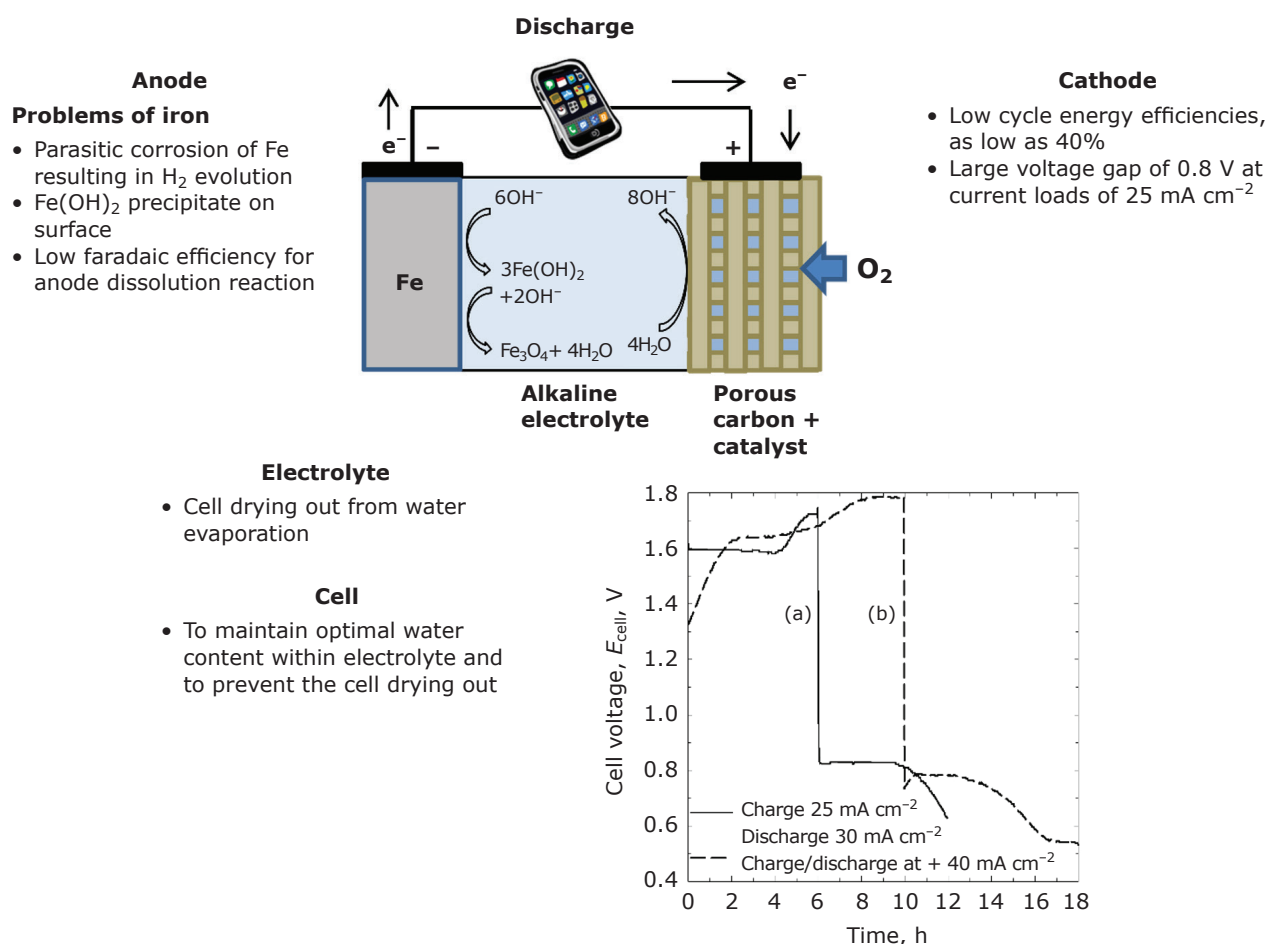 Discharge
Anode
Problems of iron
• Parasitic corrosion of Fe
resulting in H₂ evolution
• Fe(OH)₂ precipitate on
surface
• Low faradaic efficiency for
anode dissolution reaction
e⁻
−
+
e⁻
Cathode
• Low cycle energy efficiencies,
as low as 40%
• Large voltage gap of 0.8 V at
current loads of 25 mA cm⁻²
Fe
6OH⁻
3Fe(OH)₂
+2OH⁻
Fe₃O₄+ 4H₂O
8OH⁻
4H₂O
O₂
Alkaline
electrolyte
Porous
carbon +
catalyst
Electrolyte
• Cell drying out from water
evaporation
Cell
• To maintain optimal water
content within electrolyte and
to prevent the cell drying out
Cell voltage, E_cell, V
1.8
1.6
1.4
1.2
1.0
0.8
0.6
0.4
(a)
(b)
Charge 25 mA cm⁻²
Discharge 30 mA cm⁻²
Charge/discharge at + 40 mA cm⁻²
0 2 4 6 8 10 12 14 16 18
Time, h